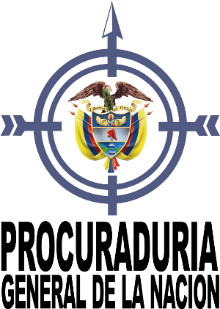 PROCURADURIA
GENERAL DE LA NACION